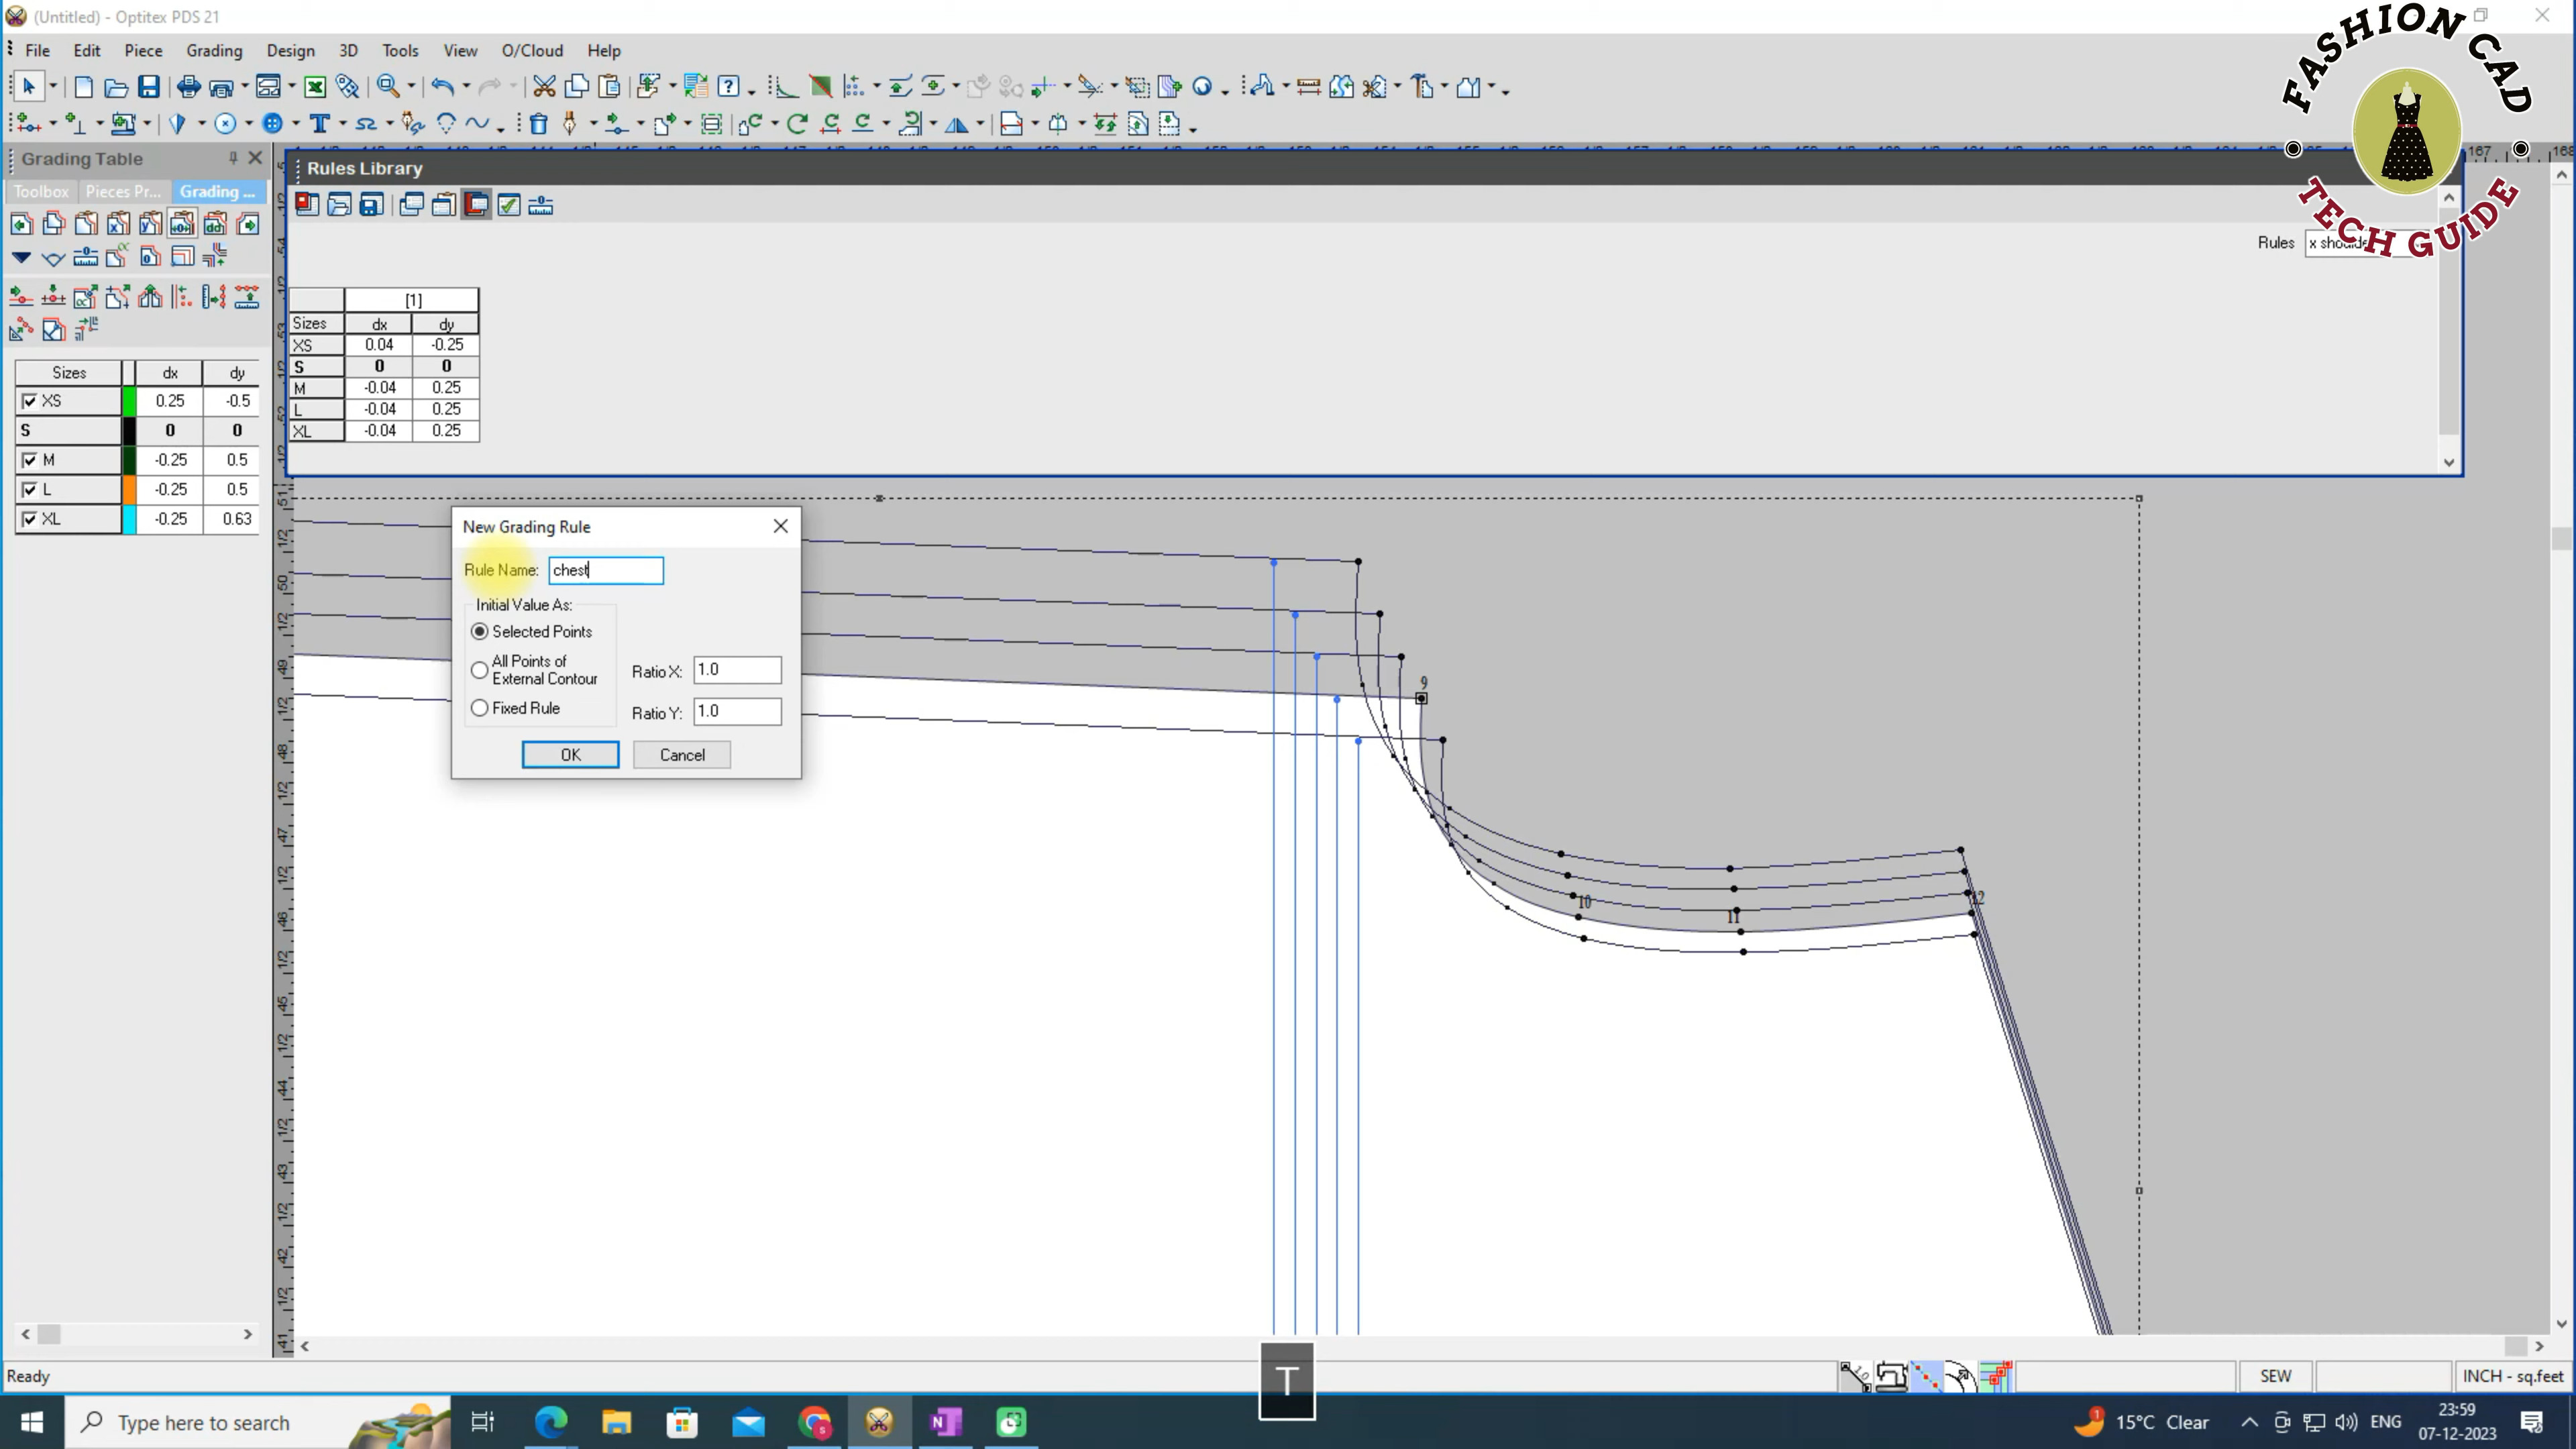 (Untitled) - Optitex PDS 21
File Edit Piece Grading Design 3D Tools View O/Cloud Help
FASHION CAD
TECH GUIDE
Grading Table
Toolbox Pieces Pr... Grading ...
Rules Library
Rules x shoulde
[1]
Sizes dx dy
XS 0.04 -0.25
S 0 0
M -0.04 0.25
L -0.04 0.25
XL -0.04 0.25
Sizes dx dy
XS 0.25 -0.5
S 0 0
M -0.25 0.5
L -0.25 0.5
XL -0.25 0.63
New Grading Rule
Rule Name: chest
Initial Value As:
Selected Points
All Points of
External Contour
Ratio X: 1.0
Fixed Rule
Ratio Y: 1.0
OK Cancel
9
10
11
12
T
Ready
SEW
INCH - sq.feet
Type here to search
15°C Clear
ENG
23:59
07-12-2023